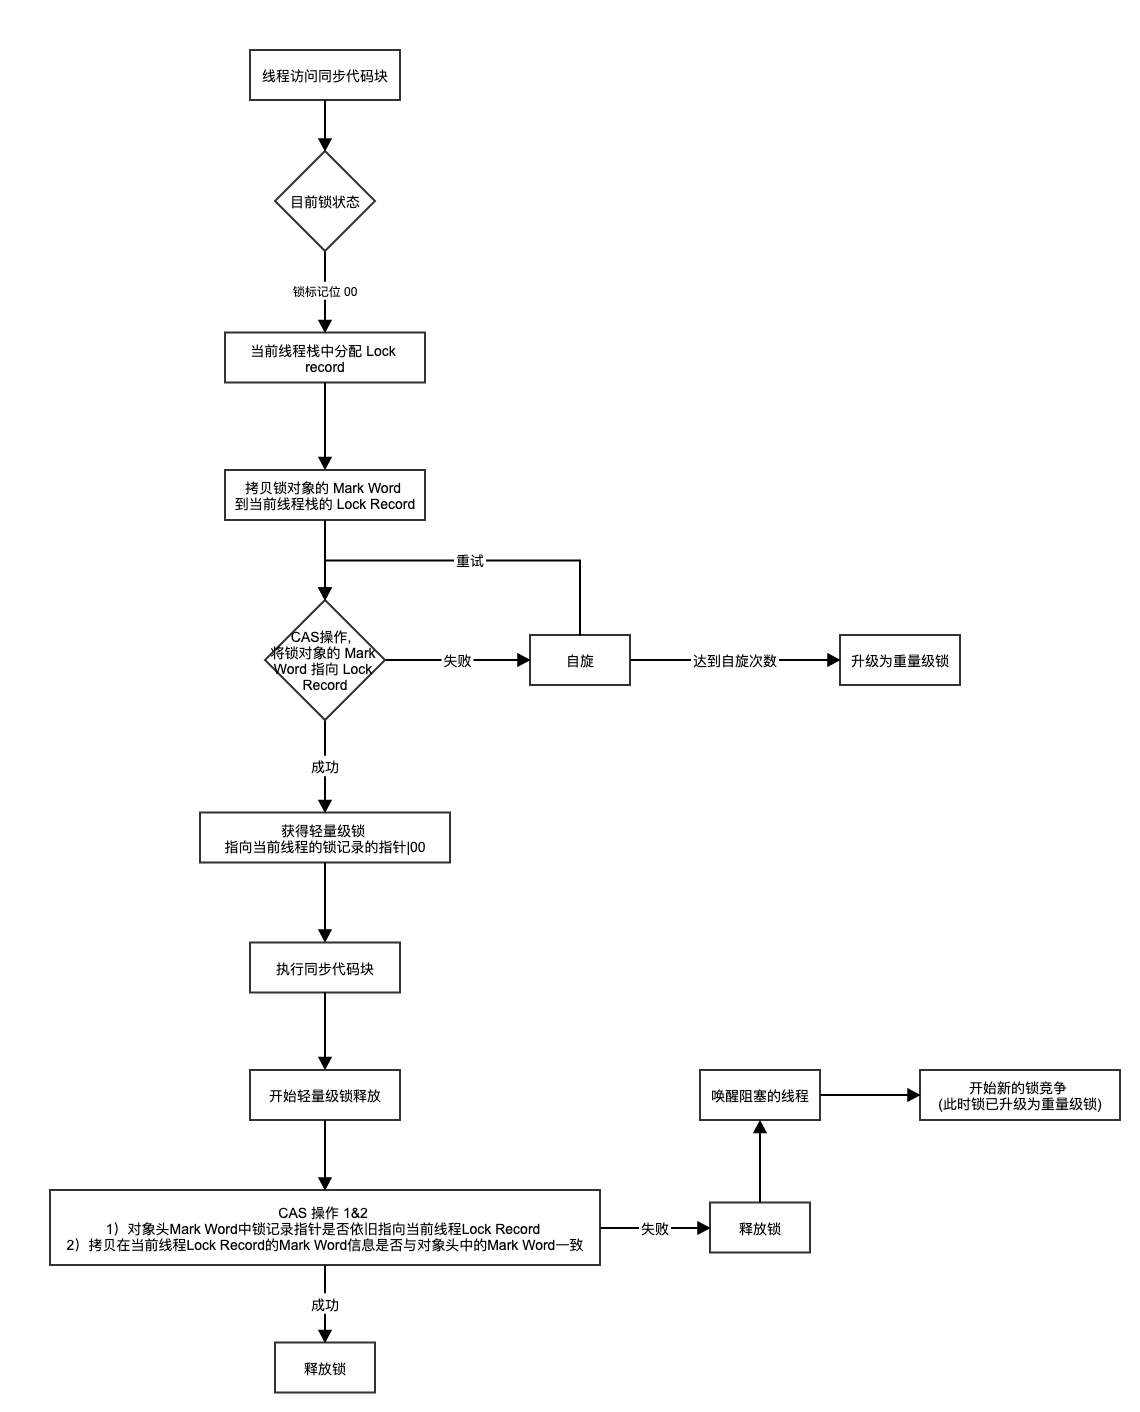 线程访问同步代码块
目前锁状态
锁标记位 00
当前线程栈中分配 Lock
record
拷贝锁对象的 Mark Word
到当前线程栈的 Lock Record
重试
CAS操作,
将锁对象的 Mark
Word 指向 Lock
Record
失败
自旋
达到自旋次数
升级为重量级锁
成功
获得轻量级锁
指向当前线程的锁记录的指针|00
执行同步代码块
开始轻量级锁释放
唤醒阻塞的线程
开始新的锁竞争
(此时锁已升级为重量级锁)
CAS 操作 1&2
1）对象头Mark Word中锁记录指针是否依旧指向当前线程Lock Record
2）拷贝在当前线程Lock Record的Mark Word信息是否与对象头中的Mark Word一致
失败
释放锁
成功
释放锁